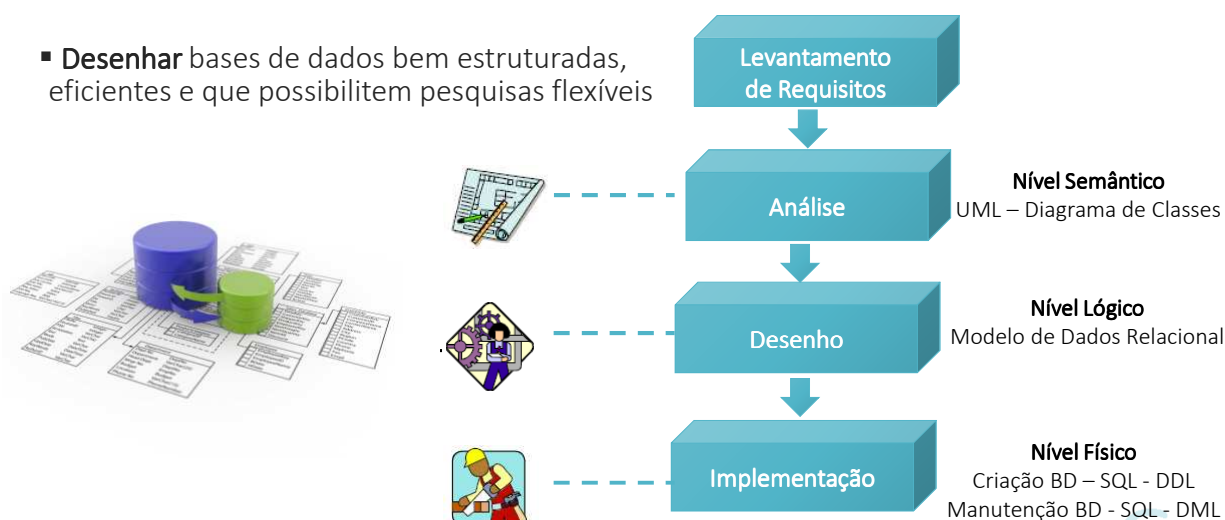 ▪ Desenhar bases de dados bem estruturadas,
eficientes e que possibilitem pesquisas flexíveis
Levantamento
de Requisitos
Análise
Nível Semântico
UML – Diagrama de Classes
Desenho
Nível Lógico
Modelo de Dados Relacional
Implementação
Nível Físico
Criação BD – SQL - DDL
Manutenção BD - SQL - DML